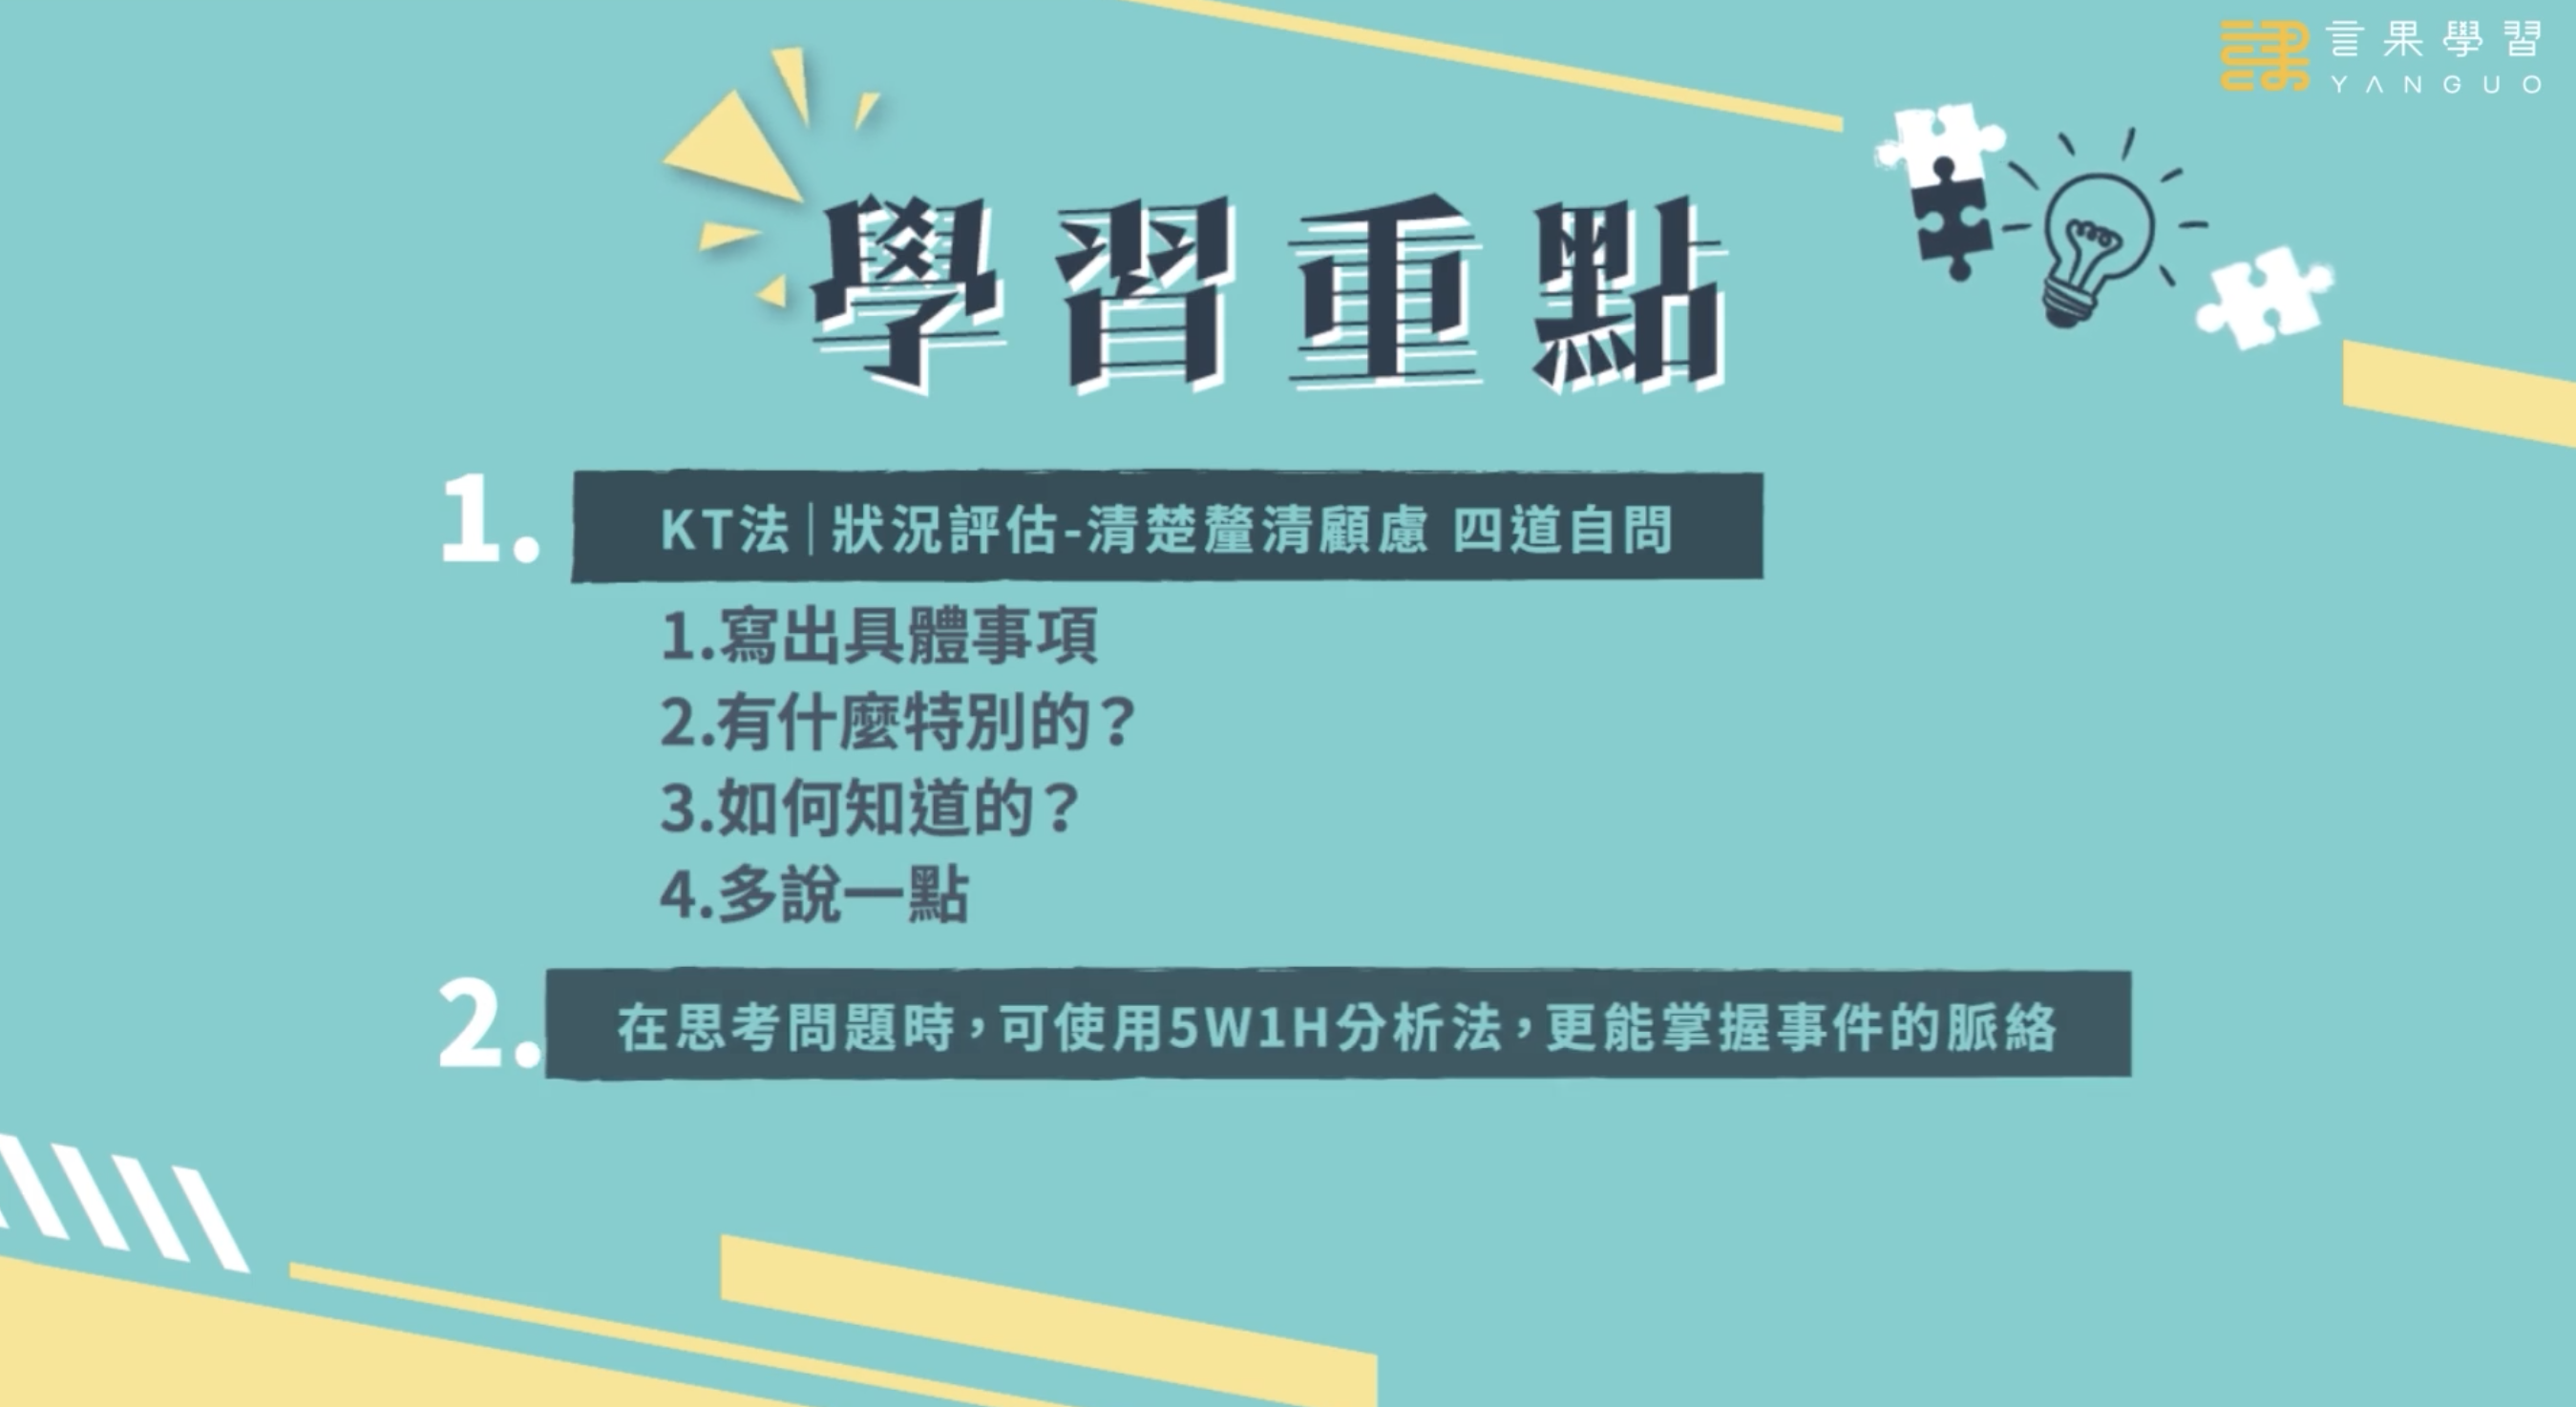 言果學習
YANGUO
學習重點
1.
KT法|狀況評估-清楚釐清顧慮 四道自問
1.寫出具體事項
2.有什麼特別的?
3.如何知道的?
4.多說一點
2.
在思考問題時,可使用5W1H分析法,更能掌握事件的脈絡